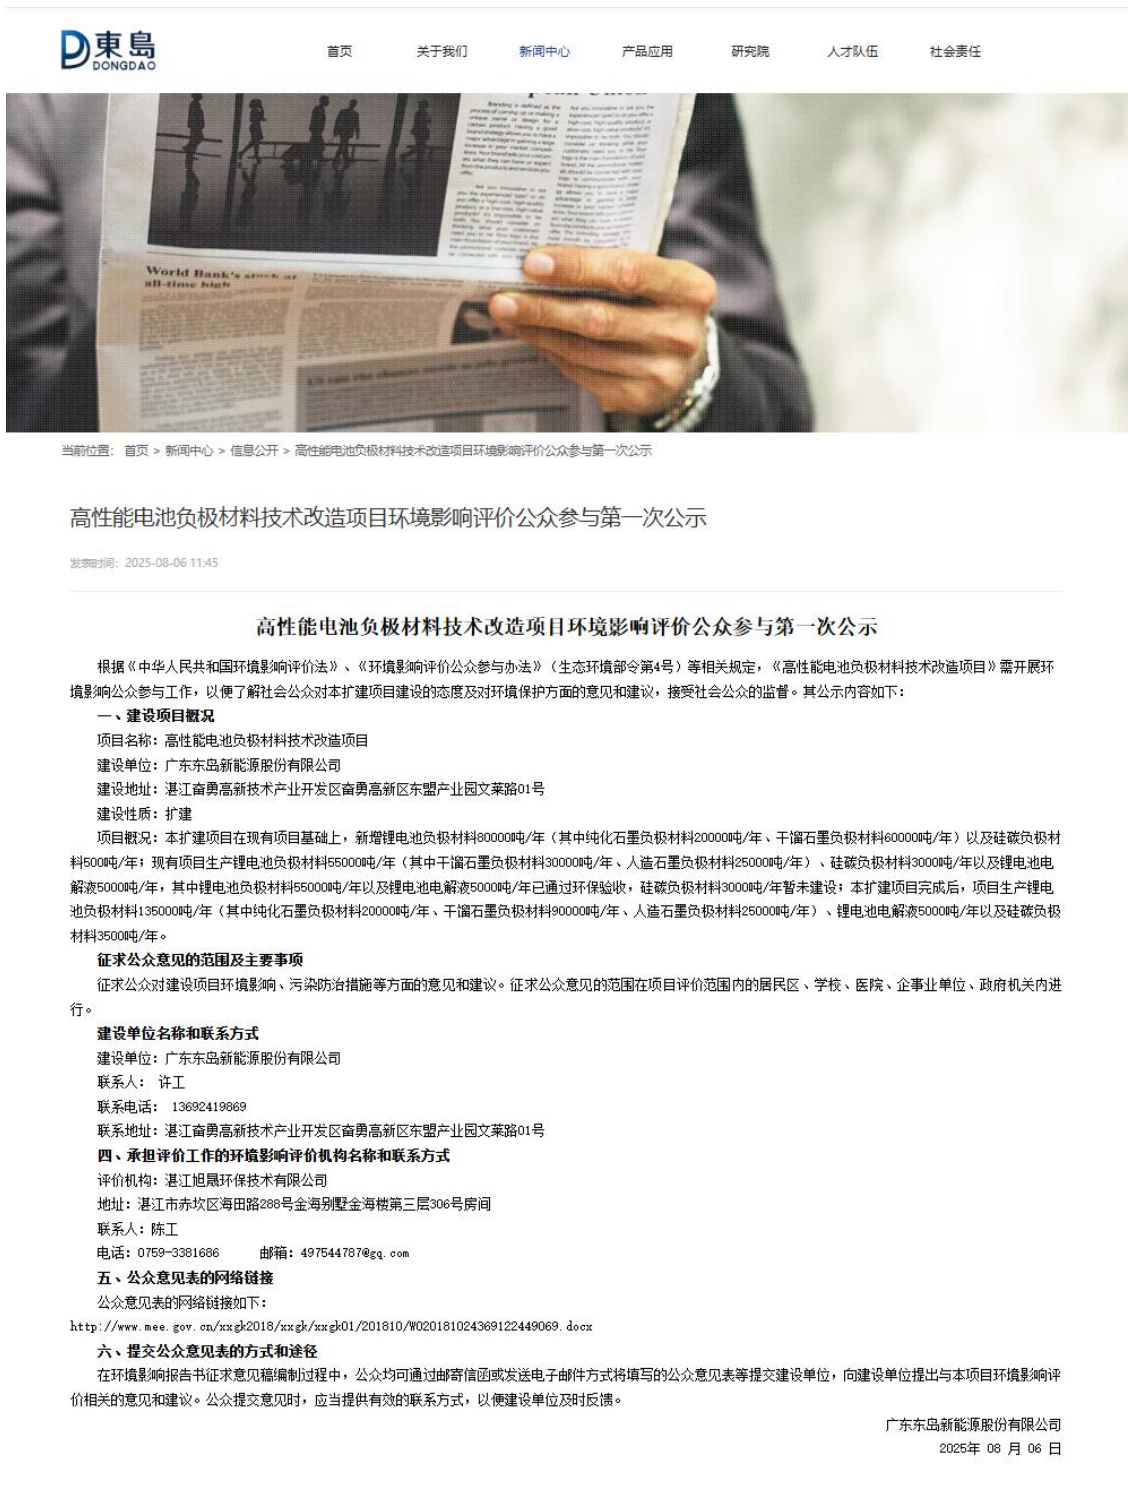 東島
DONGDAO
首页 关于我们 新闻中心 产品应用 研究院 人才队伍 社会责任
World Bank's stock at
all-time high
当前位置： 首页 > 新闻中心 > 信息公开 > 高性能电池负极材料技术改造项目环境影响评价公众参与第一次公示
高性能电池负极材料技术改造项目环境影响评价公众参与第一次公示
发表时间：2025-08-06 11:45
高性能电池负极材料技术改造项目环境影响评价公众参与第一次公示
根据《中华人民共和国环境影响评价法》、《环境影响评价公众参与办法》（生态环境部令第4号）等相关规定，《高性能电池负极材料技术改造项目》需开展环
境影响公众参与工作，以便了解社会公众对本扩建项目建设的态度及对环境保护方面的意见和建议，接受社会公众的监督。其公示内容如下：
一、建设项目概况
项目名称：高性能电池负极材料技术改造项目
建设单位：广东东岛新能源股份有限公司
建设地址：湛江奋勇高新技术产业开发区奋勇高新区东盟产业园文莱路01号
建设性质：扩建
项目概况：本扩建项目在现有项目基础上，新增锂电池负极材料80000吨/年（其中纯化石墨负极材料20000吨/年、干馏石墨负极材料60000吨/年）以及硅碳负极材
料500吨/年；现有项目生产锂电池负极材料55000吨/年（其中干馏石墨负极材料30000吨/年、人造石墨负极材料25000吨/年）、硅碳负极材料3000吨/年以及锂电池电
解液5000吨/年，其中锂电池负极材料55000吨/年以及锂电池电解液5000吨/年已通过环保验收，硅碳负极材料3000吨/年暂未建设；本扩建项目完成后，项目生产锂电
池负极材料135000吨/年（其中纯化石墨负极材料20000吨/年、干馏石墨负极材料90000吨/年、人造石墨负极材料25000吨/年）、锂电池电解液5000吨/年以及硅碳负极
材料3500吨/年。
征求公众意见的范围及主要事项
征求公众对建设项目环境影响、污染防治措施等方面的意见和建议。征求公众意见的范围在项目评价范围内的居民区、学校、医院、企事业单位、政府机关内进
行。
建设单位名称和联系方式
建设单位：广东东岛新能源股份有限公司
联系人： 许工
联系电话： 13692419869
联系地址：湛江奋勇高新技术产业开发区奋勇高新区东盟产业园文莱路01号
四、承担评价工作的环境影响评价机构名称和联系方式
评价机构：湛江旭晟环保技术有限公司
地址：湛江市赤坎区海田路288号金海别墅金海楼第三层306号房间
联系人：陈工
电话：0759-3381686 邮箱：497544787@qq.com
五、公众意见表的网络链接
公众意见表的网络链接如下：
http://www.mee.gov.cn/xxgk2018/xxgk/xxgk01/201810/W020181024369122449069.docx
六、提交公众意见表的方式和途径
在环境影响报告书征求意见稿编制过程中，公众均可通过邮寄信函或发送电子邮件方式将填写的公众意见表等提交建设单位，向建设单位提出与本项目环境影响评
价相关的意见和建议。公众提交意见时，应当提供有效的联系方式，以便建设单位及时反馈。
广东东岛新能源股份有限公司
2025年 08 月 06 日